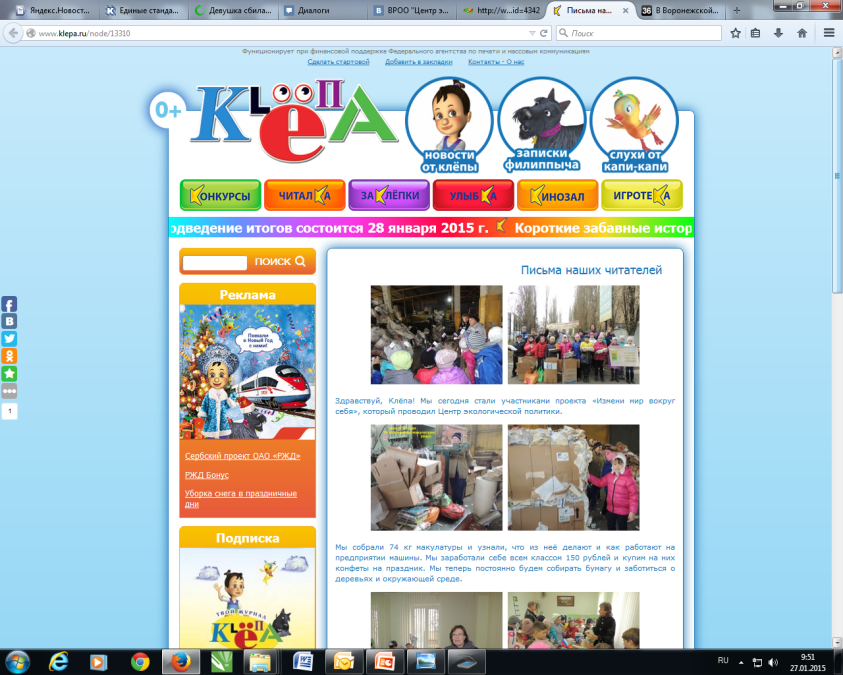 Яндекс.Новост...
Единые станда...
Девушка сбила...
Диалоги
ВРОО "Центр э...
http://w...id=4342
Письма на...
В Воронежской...
www.klepa.ru/node/13310
Поиск
Функционирует при финансовой поддержке Федерального агентства по печати и массовым коммуникациям
Сделать стартовой Добавить в закладки Контакты - О нас
0+
КLёпА
новости от клёпы
записки филиппыча
слухи от капи-капи
Конкурсы
Читалка
Заклёпки
Улыбка
Кинозал
Игротека
одведение итогов состоится 28 января 2015 г. Короткие забавные истор
ПОИСК
Реклама
Поехали в Новый Год с нами!
Сербский проект ОАО «РЖД»
РЖД Бонус
Уборка снега в праздничные
дни
Подписка
ТВОЙ ЖУРНАЛ
КLёпА
1
Письма наших читателей
Здравствуй, Клёпа! Мы сегодня стали участниками проекта «Измени мир вокруг
себя», который проводил Центр экологической политики.
Мы собрали 74 кг макулатуры и узнали, что из неё делают и как работают на
предприятии машины. Мы заработали себе всем классом 150 рублей и купим на них
конфеты на праздник. Мы теперь постоянно будем собирать бумагу и заботиться о
деревьях и окружающей среде.
RU
9:51
27.01.2015